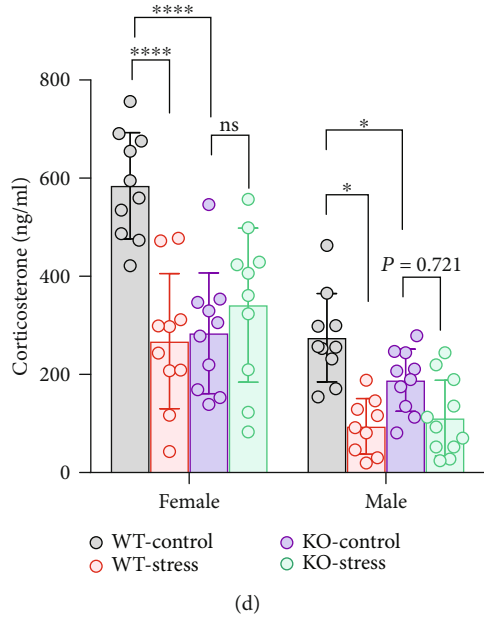 ****
****
ns
*
*
P = 0.721
Corticosterone (ng/ml)
800
600
400
200
0
Female
Male
WT-control
KO-control
WT-stress
KO-stress
(d)